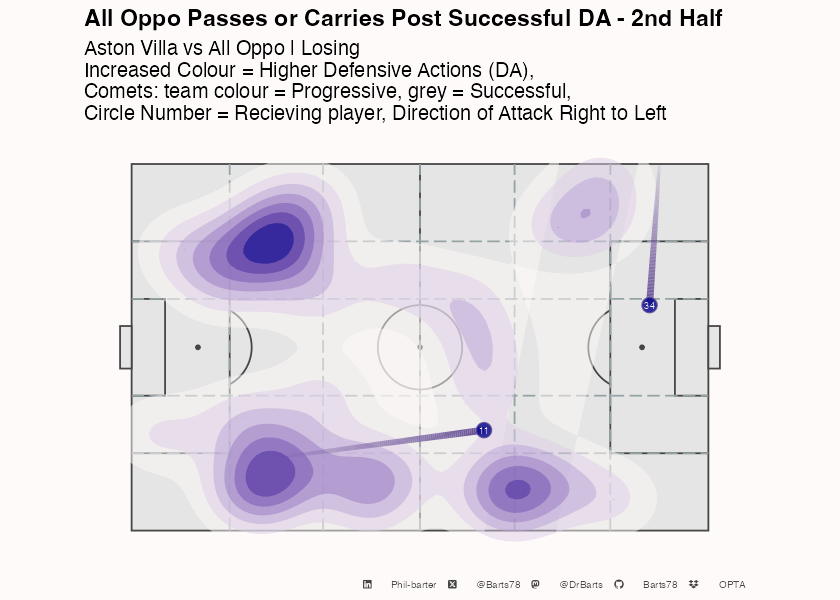 All Oppo Passes or Carries Post Successful DA - 2nd Half
Aston Villa vs All Oppo I Losing
Increased Colour = Higher Defensive Actions (DA),
Comets: team colour = Progressive, grey = Successful,
Circle Number = Recieving player, Direction of Attack Right to Left
34
11
Phil-barter @Barts78 @DrBarts Barts78 OPTA